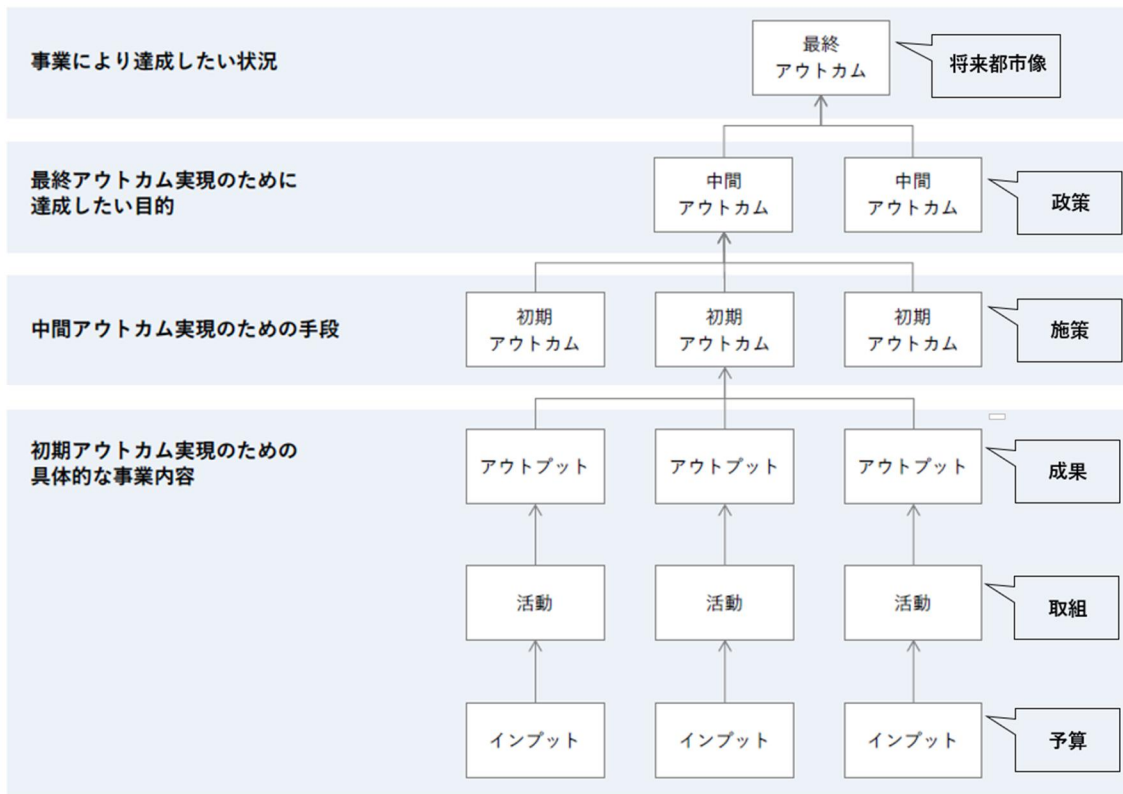 事業により達成したい状況
最終
アウトカム
将来都市像
最終アウトカム実現のために
達成したい目的
中間
アウトカム
中間
アウトカム
政策
中間アウトカム実現のための手段
初期
アウトカム
初期
アウトカム
初期
アウトカム
施策
初期アウトカム実現のための
具体的な事業内容
アウトプット
アウトプット
アウトプット
成果
活動
活動
活動
取組
インプット
インプット
インプット
予算